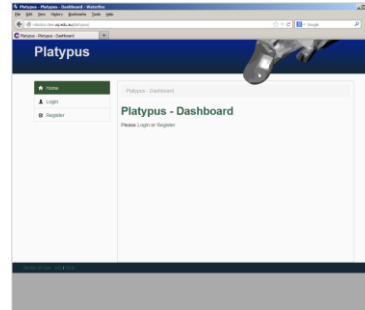 Platypus - Platypus - Dashboard - Waterfox
File Edit View History Bookmarks Tools Help
Platypus - Platypus - Dashboard
Google
Platypus
Home
Login
Register
Platypus - Dashboard
Platypus - Dashboard
Please Login or Register